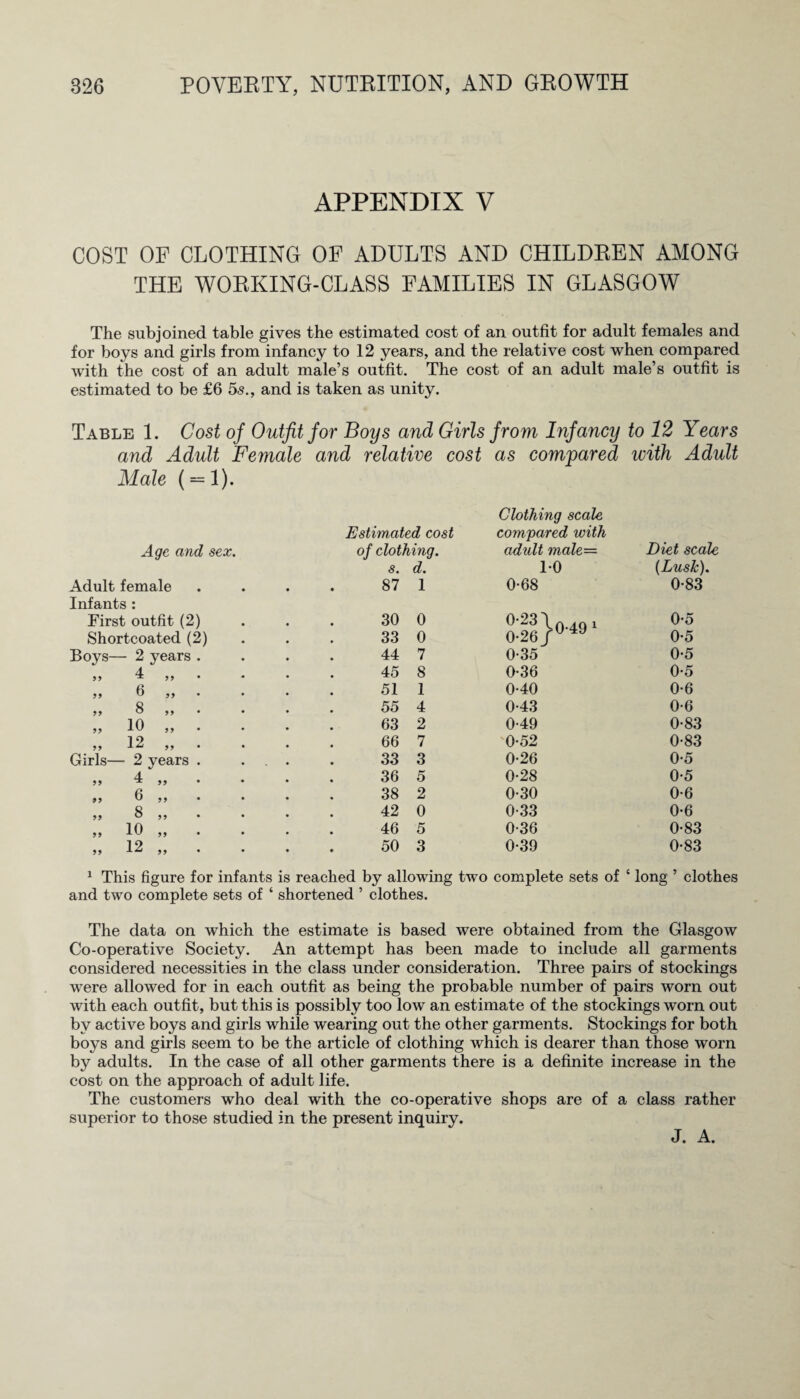 326 POVERTY, NUTRITION, AND GROWTH
APPENDIX V
COST OF CLOTHING OF ADULTS AND CHILDREN AMONG
THE WORKING-CLASS FAMILIES IN GLASGOW
The subjoined table gives the estimated cost of an outfit for adult females and
for boys and girls from infancy to 12 years, and the relative cost when compared
with the cost of an adult male's outfit. The cost of an adult male's outfit is
estimated to be £6 5s., and is taken as unity.
TABLE 1. Cost of Outfit for Boys and Girls from Infancy to 12 Years
and Adult Female and relative cost as compared with Adult
Male (=1).
Clothing scale
Estimated cost compared with
Age and sex. of clothing. adult male= Diet scale
s. d. 1·0 (Lusk).
Adult female . . . . 87 1 0·68 0·83
Infants :
First outfit (2) . . . 30 0 0·23 } 0·49 ¹ 0·5
Shortcoated (2) . . . 33 0 0·26 } 0·5
Boys— 2 years . . . . 44 7 0·35 0·5
„ 4 „ . . . . 45 8 0·36 0·5
„ 6 „ . . . . 51 1 0·40 0·6
„ 8 „ . . . . 55 4 0·43 0·6
„ 10 „ . . . . 63 2 0·49 0·83
„ 12 „ . . . . 66 7 0·52 0·83
Girls— 2 years . . . . 33 3 0·26 0·5
„ 4 „ . . . . 36 5 0·28 0·5
„ 6 „ . . . . 38 2 0·30 0·6
„ 8 „ . . . . 42 0 0·33 0·6
„ 10 „ . . . . 46 5 0·36 0·83
„ 12 „ . . . . 50 3 0·39 0·83
¹ This figure for infants is reached by allowing two complete sets of ‘ long ’ clothes
and two complete sets of ‘ shortened ’ clothes.
The data on which the estimate is based were obtained from the Glasgow
Co-operative Society. An attempt has been made to include all garments
considered necessities in the class under consideration. Three pairs of stockings
were allowed for in each outfit as being the probable number of pairs worn out
with each outfit, but this is possibly too low an estimate of the stockings worn out
by active boys and girls while wearing out the other garments. Stockings for both
boys and girls seem to be the article of clothing which is dearer than those worn
by adults. In the case of all other garments there is a definite increase in the
cost on the approach of adult life.
The customers who deal with the co-operative shops are of a class rather
superior to those studied in the present inquiry.
J. A.